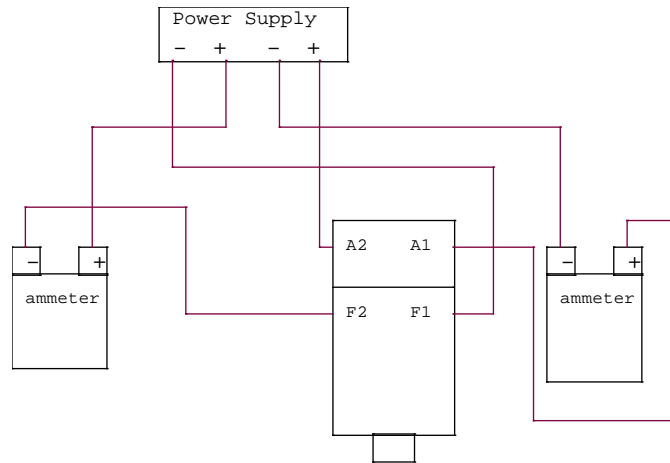 Power Supply
− + − +
A2 A1
− + − +
ammeter ammeter
F2 F1